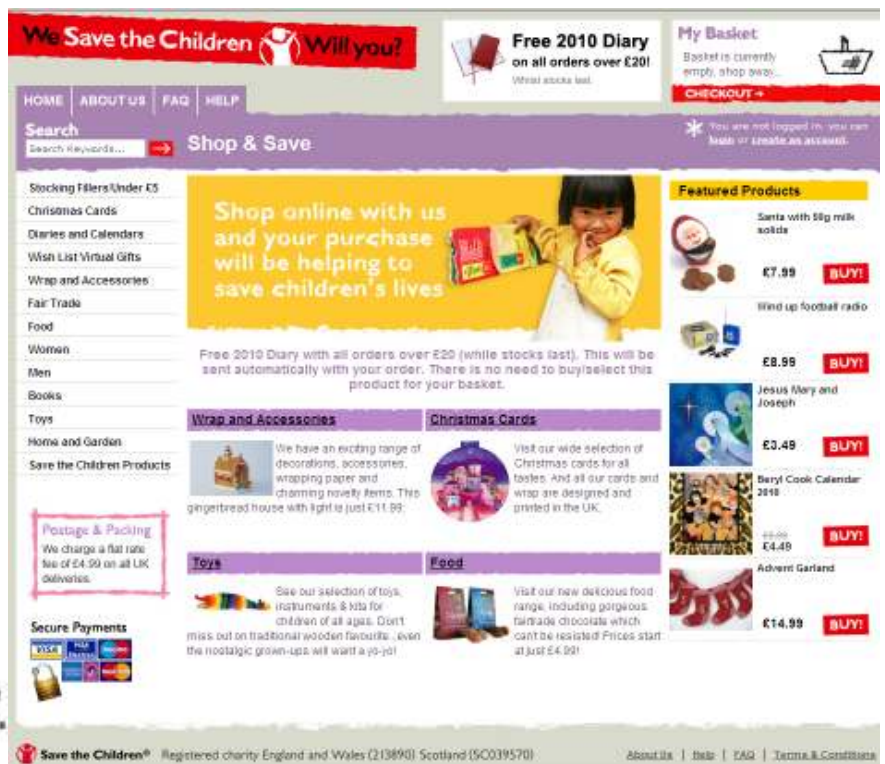 We Save the Children Will you?
Free 2010 Diary
on all orders over £20!
Whilst stocks last.
My Basket
Basket is currently
empty, shop away...
CHECKOUT
HOME
ABOUT US
FAQ
HELP
Search
Search Keywords...
Shop & Save
You are not logged in, you can
login or create an account.
Stocking Fillers Under £5
Christmas Cards
Diaries and Calendars
Wish List Virtual Gifts
Wrap and Accessories
Fair Trade
Food
Women
Men
Books
Toys
Home and Garden
Save the Children Products
Postage & Packing
We charge a flat rate
fee of £4.99 on all UK
deliveries.
Secure Payments
VISA
Shop online with us
and your purchase
will be helping to
save children's lives
Free 2010 Diary with all orders over £20 (while stocks last). This will be
sent automatically with your order. There is no need to buy/select this
product for your basket.
Wrap and Accessories
We have an exciting range of
decorations, accessories,
wrapping paper and
charming novelty items. This
gingerbread house with light is just £11.99.
Christmas Cards
Visit our wide selection of
Christmas cards for all
tastes. And all our cards and
wrap are designed and
printed in the UK.
Toys
See our selection of toys,
instruments & kits for
children of all ages. Don't
miss out on traditional wooden favourite...even
the nostalgic grown-ups will want a yo-yo!
Food
Visit our new delicious food
range, including gorgeous
fairtrade chocolate which
can't be resisted! Prices start
at just £4.99!
Featured Products
Santa with 50g milk
solids
£7.99
BUY!
Wind up football radio
£8.99
BUY!
Jesus Mary and
Joseph
£3.49
BUY!
Beryl Cook Calendar
2010
£4.49
BUY!
Advent Garland
£14.99
BUY!
Save the Children® Registered charity England and Wales (213890) Scotland (SC039570)
About Us | Help | FAQ | Terms & Conditions